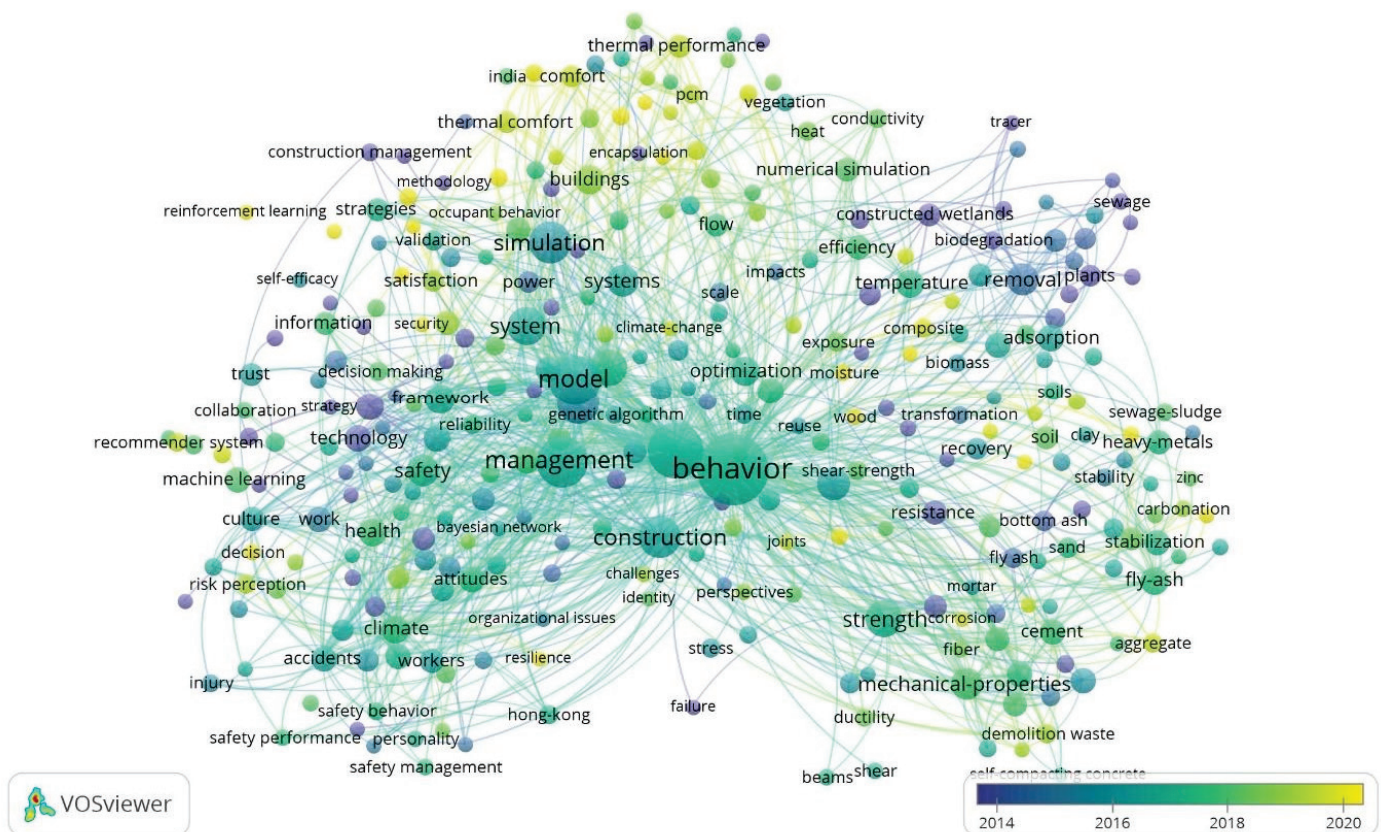 thermal performance
india
comfort
pcm
vegetation
thermal comfort
heat
conductivity
tracer
construction management
encapsulation
numerical simulation
methodology
buildings
sewage
reinforcement learning
strategies
occupant behavior
flow
constructed wetlands
validation
simulation
efficiency
biodegradation
self-efficacy
satisfaction
power
systems
impacts
temperature
removal
plants
scale
information
security
system
climate-change
composite
exposure
adsorption
trust
decision making
model
optimization
moisture
biomass
collaboration
strategy
framework
genetic algorithm
time
wood
transformation
soils
sewage-sludge
reliability
reuse
recommender system
technology
soil
clay
heavy-metals
recovery
machine learning
safety
management
behavior
shear-strength
stability
zinc
culture
work
health
bayesian network
resistance
bottom ash
carbonation
construction
joints
sand
stabilization
decision
fly ash
risk perception
attitudes
challenges
identity
perspectives
mortar
fly-ash
climate
organizational issues
strength
corrosion
cement
accidents
workers
resilience
stress
fiber
aggregate
injury
mechanical-properties
safety behavior
hong-kong
failure
ductility
safety performance
personality
demolition waste
safety management
beams
shear
self-compacting concrete
VOSviewer
2014
2016
2018
2020